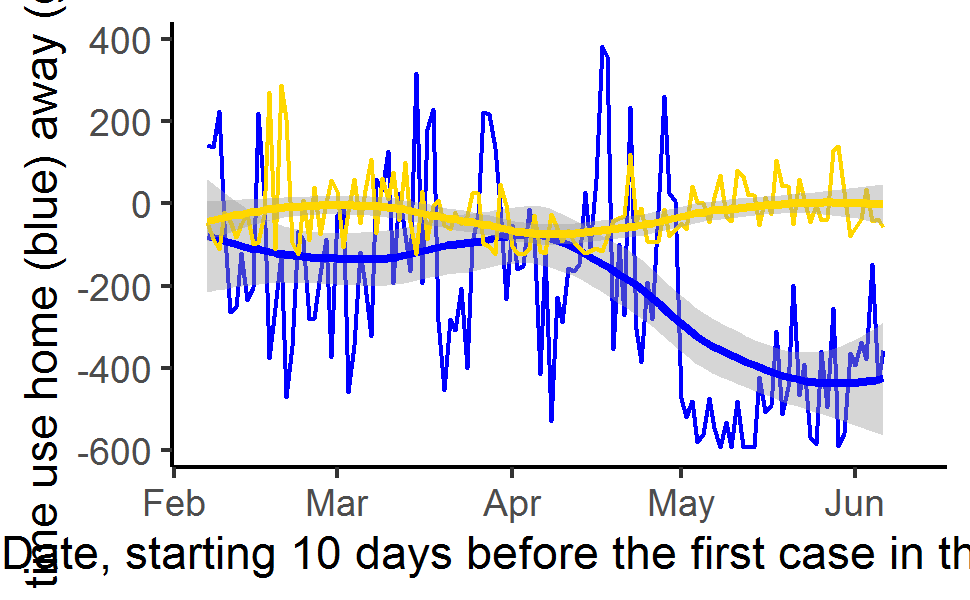 time use home (blue) away (
400
200
0
-200
-400
-600
Feb Mar Apr May Jun
Date, starting 10 days before the first case in th